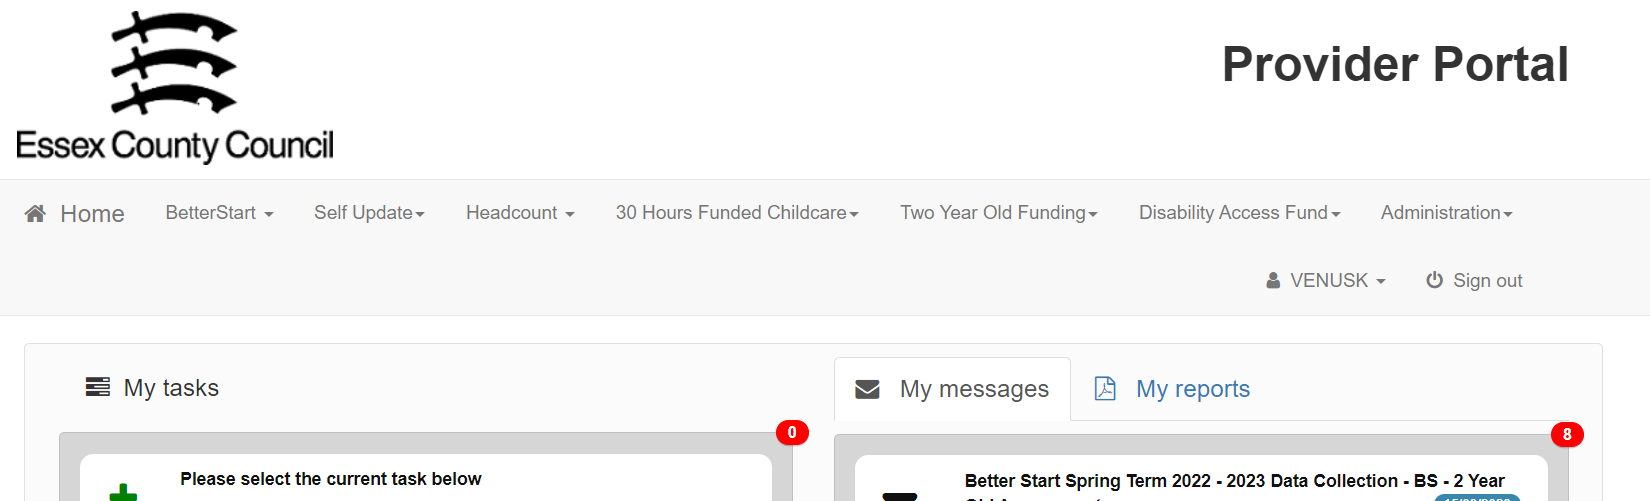 Provider Portal
Essex County Council
Home BetterStart Self Update Headcount 30 Hours Funded Childcare Two Year Old Funding Disability Access Fund Administration
VENUSK Sign out
My tasks
My messages My reports
0
8
Please select the current task below
Better Start Spring Term 2022 - 2023 Data Collection - BS - 2 Year